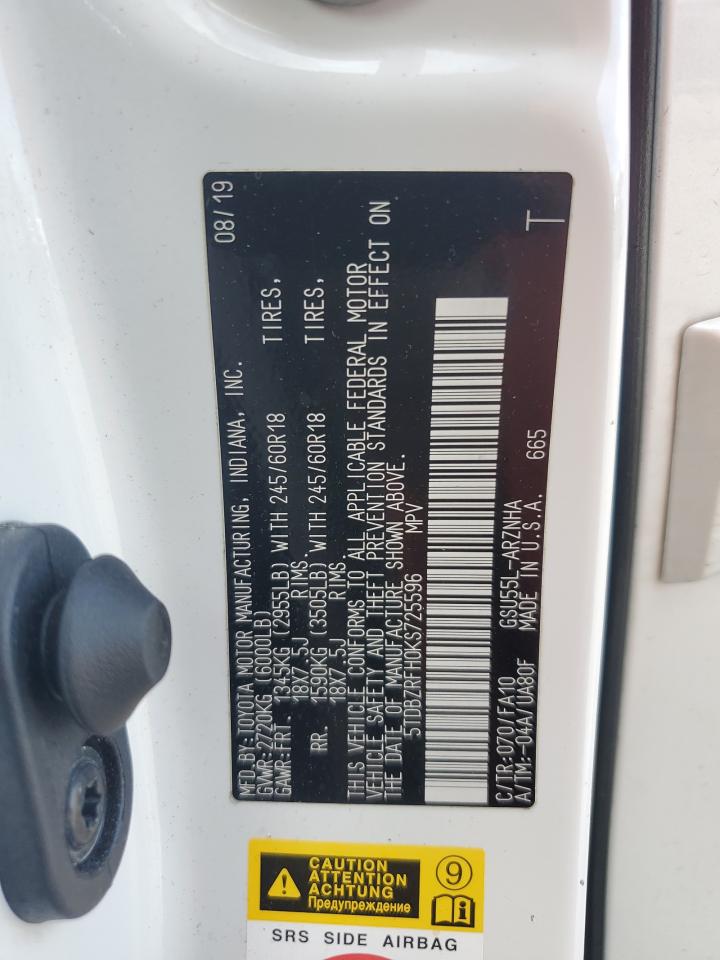 MFD.BY:TOYOTA MOTOR MANUFACTURING, INDIANA, INC. 08/19
GVWR:2720KG (6000LB)
GAWR:FRT. 1345KG (2955LB) WITH 245/60R18 TIRES,
18X7.5J RIMS.
RR. 1590KG (3505LB) WITH 245/60R18 TIRES,
18X7.5J RIMS.
THIS VEHICLE CONFORMS TO ALL APPLICABLE FEDERAL MOTOR
VEHICLE SAFETY AND THEFT PREVENTION STANDARDS IN EFFECT ON
THE DATE OF MANUFACTURE SHOWN ABOVE.
5TDBZRFH0KS725596 MPV
C/TR:070/FA10 GSU55L-ARZNHA 665 T
A/TM:-04A/UA80F MADE IN U.S.A.
CAUTION
ATTENTION
ACHTUNG
Предупреждение
9
SRS SIDE AIRBAG